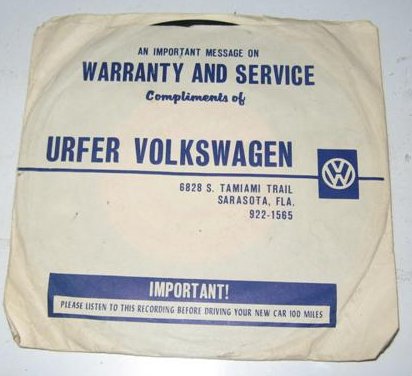 AN IMPORTANT MESSAGE ON
WARRANTY AND SERVICE
Compliments of
URFER VOLKSWAGEN
VW
6828 S. TAMIAMI TRAIL
SARASOTA, FLA.
922-1565
IMPORTANT!
PLEASE LISTEN TO THIS RECORDING BEFORE DRIVING YOUR NEW CAR 100 MILES